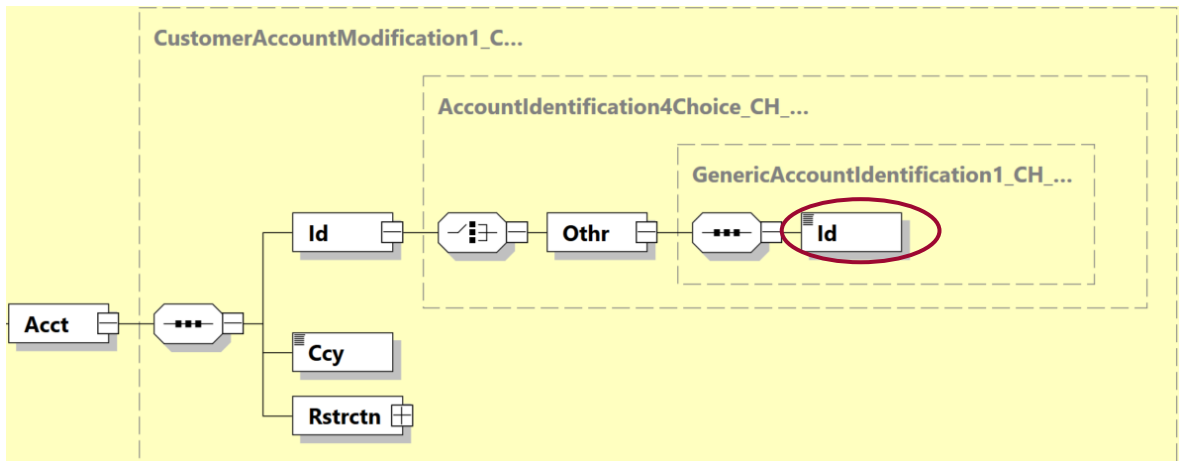 CustomerAccountModification1_C...
AccountIdentification4Choice_CH_...
GenericAccountIdentification1_CH_...
Id
Othr
Id
Acct
Ccy
Rstrctn